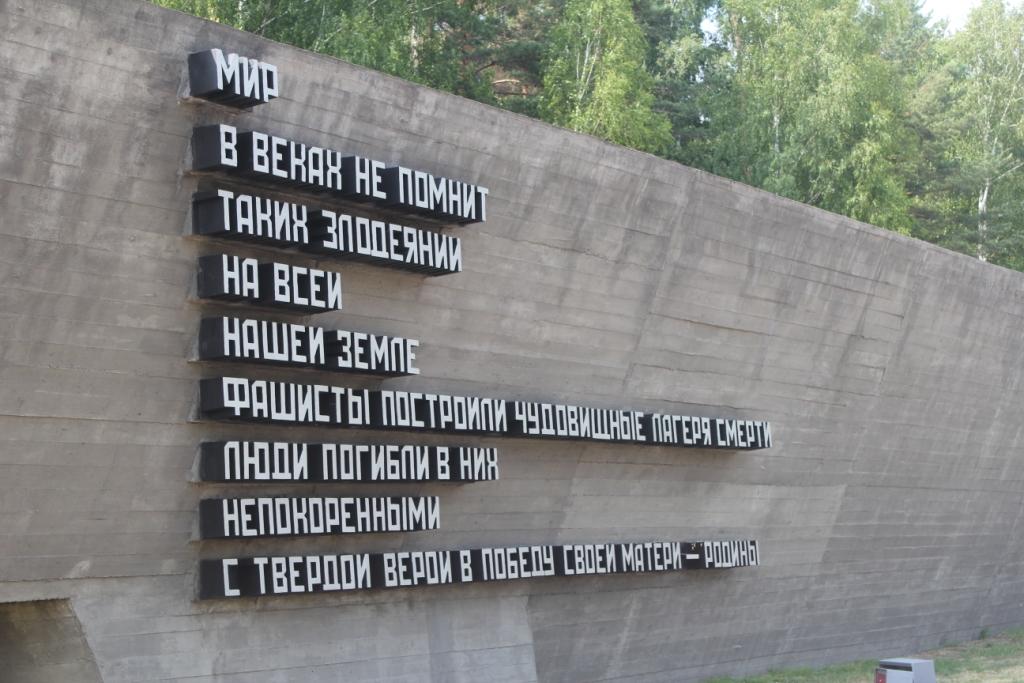 МИР
В ВЕКАХ НЕ ПОМНИТ
ТАКИХ ЗЛОДЕЯНИИ
НА ВСЕИ
НАШЕИ ЗЕМЛЕ
ФАШИСТЫ ПОСТРОИЛИ ЧУДОВИЩНЫЕ ЛАГЕРЯ СМЕРТИ
ЛЮДИ ПОГИБЛИ В НИХ
НЕПОКОРЕННЫМИ
С ТВЕРДОИ ВЕРОИ В ПОБЕДУ СВОЕЙ МАТЕРИ — РОДИНЫ